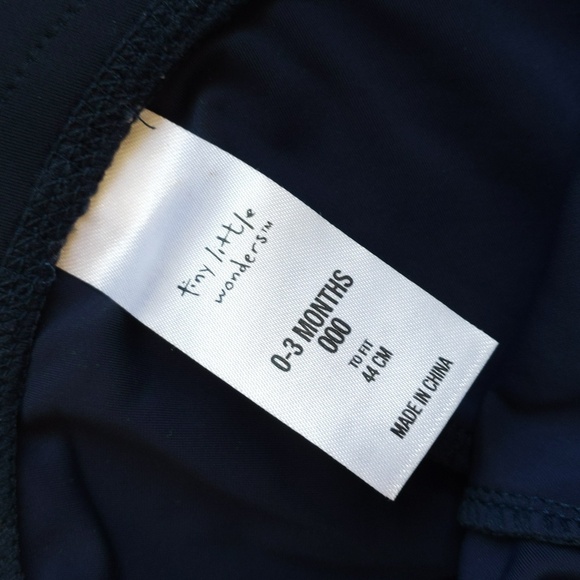 tiny little
wonders™
0-3 MONTHS
000
TO FIT
44 CM
MADE IN CHINA